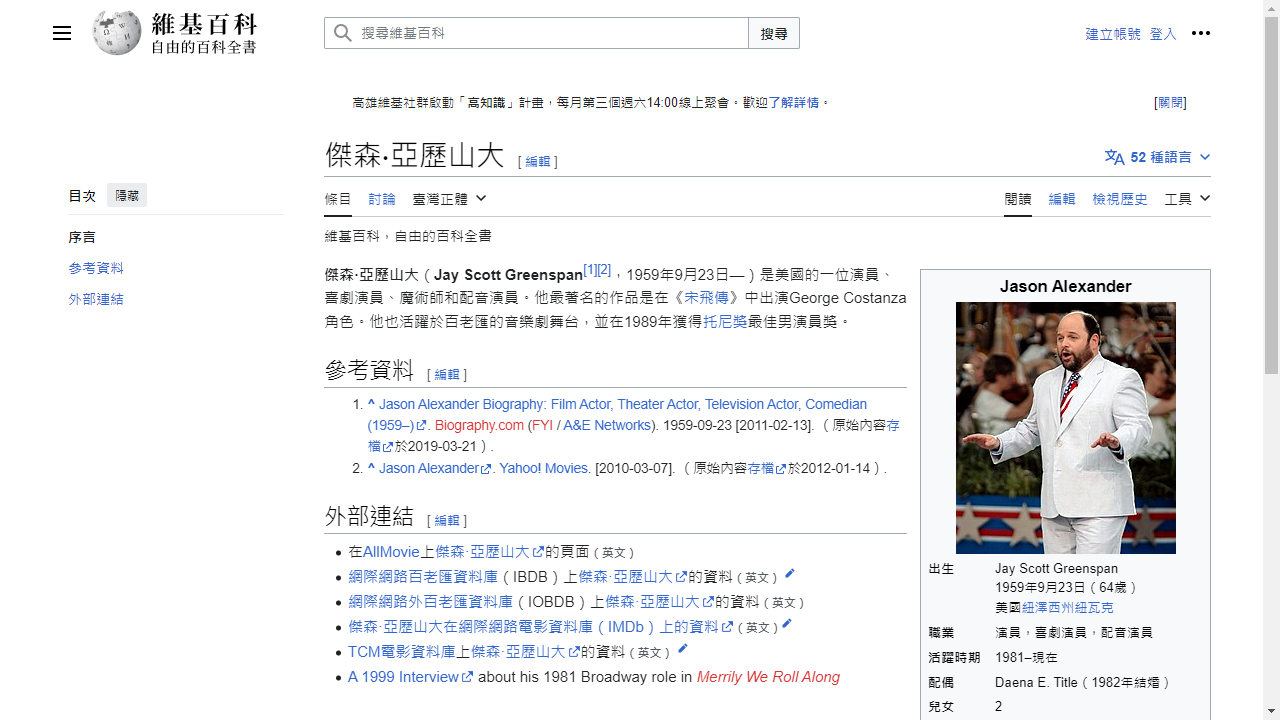 維基百科
自由的百科全書
搜尋維基百科
搜尋
建立帳號 登入
高雄維基社群啟動「高知識」計畫，每月第三個週六14:00線上聚會。歡迎了解詳情。
[關閉]
傑森·亞歷山大 [ 編輯 ]
52 種語言
目次 隱藏
序言
參考資料
外部連結
條目 討論 臺灣正體
閱讀 編輯 檢視歷史 工具
維基百科，自由的百科全書
傑森·亞歷山大（Jay Scott Greenspan[1][2]，1959年9月23日—）是美國的一位演員、
喜劇演員、魔術師和配音演員。他最著名的作品是在《宋飛傳》中出演George Costanza
角色。他也活躍於百老匯的音樂劇舞台，並在1989年獲得托尼獎最佳男演員獎。
參考資料 [ 編輯 ]
1. ^ Jason Alexander Biography: Film Actor, Theater Actor, Television Actor, Comedian
(1959–). Biography.com (FYI / A&E Networks). 1959-09-23 [2011-02-13]. （原始內容存
檔於2019-03-21）.
2. ^ Jason Alexander. Yahoo! Movies. [2010-03-07]. （原始內容存檔於2012-01-14）.
外部連結 [ 編輯 ]
在AllMovie上傑森·亞歷山大的頁面（英文）
網際網路百老匯資料庫（IBDB）上傑森·亞歷山大的資料（英文）
網際網路外百老匯資料庫（IOBDB）上傑森·亞歷山大的資料（英文）
傑森·亞歷山大在網際網路電影資料庫（IMDb）上的資料（英文）
TCM電影資料庫上傑森·亞歷山大的資料（英文）
A 1999 Interview about his 1981 Broadway role in Merrily We Roll Along
Jason Alexander
出生 Jay Scott Greenspan
1959年9月23日（64歲）
美國紐澤西州紐瓦克
職業 演員，喜劇演員，配音演員
活躍時期 1981–現在
配偶 Daena E. Title（1982年結婚）
兒女 2